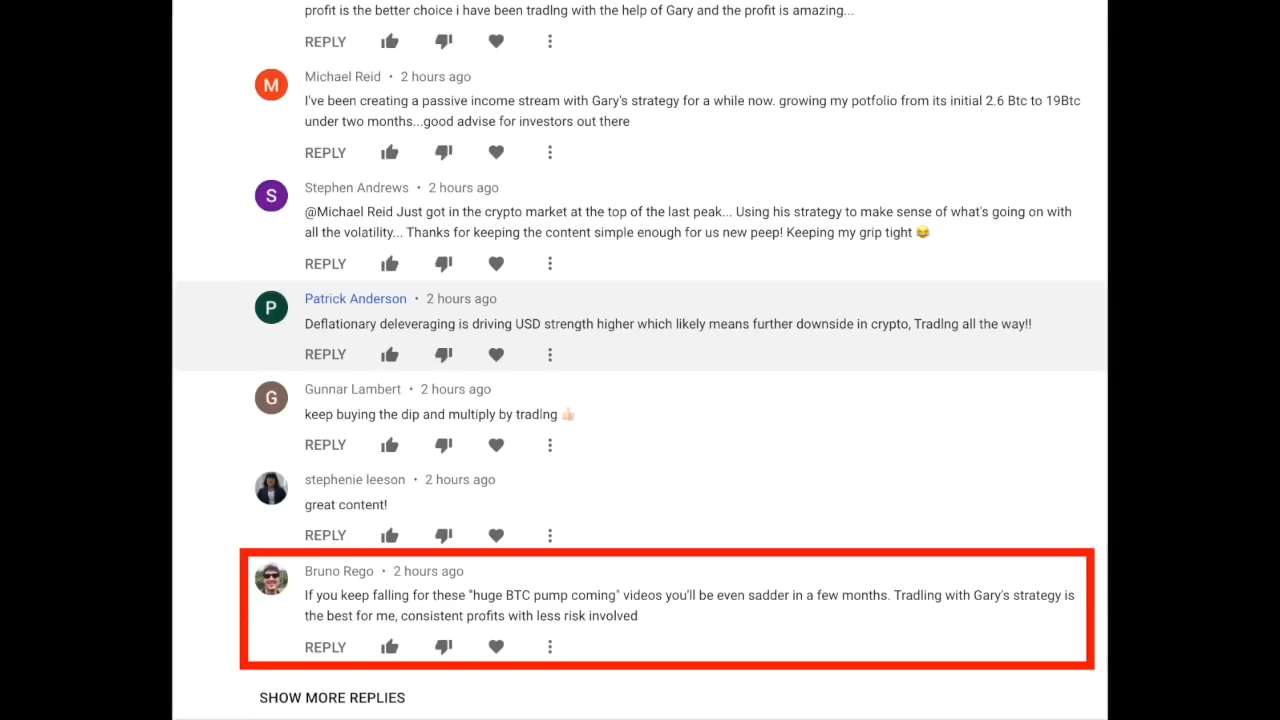 profit is the better choice i have been tradlng with the help of Gary and the profit is amazing...
REPLY
M
Michael Reid • 2 hours ago
I've been creating a passive income stream with Gary's strategy for a while now. growing my potfolio from its initial 2.6 Btc to 19Btc
under two months...good advise for investors out there
REPLY
S
Stephen Andrews • 2 hours ago
@Michael Reid Just got in the crypto market at the top of the last peak... Using his strategy to make sense of what's going on with
all the volatility... Thanks for keeping the content simple enough for us new peep! Keeping my grip tight 😂
REPLY
P
Patrick Anderson • 2 hours ago
Deflationary deleveraging is driving USD strength higher which likely means further downside in crypto, Tradlng all the way!!
REPLY
G
Gunnar Lambert • 2 hours ago
keep buying the dip and multiply by tradlng 👍🏻
REPLY
stephenie leeson • 2 hours ago
great content!
REPLY
Bruno Rego • 2 hours ago
If you keep falling for these "huge BTC pump coming" videos you'll be even sadder in a few months. Tradling with Gary's strategy is
the best for me, consistent profits with less risk involved
REPLY
SHOW MORE REPLIES